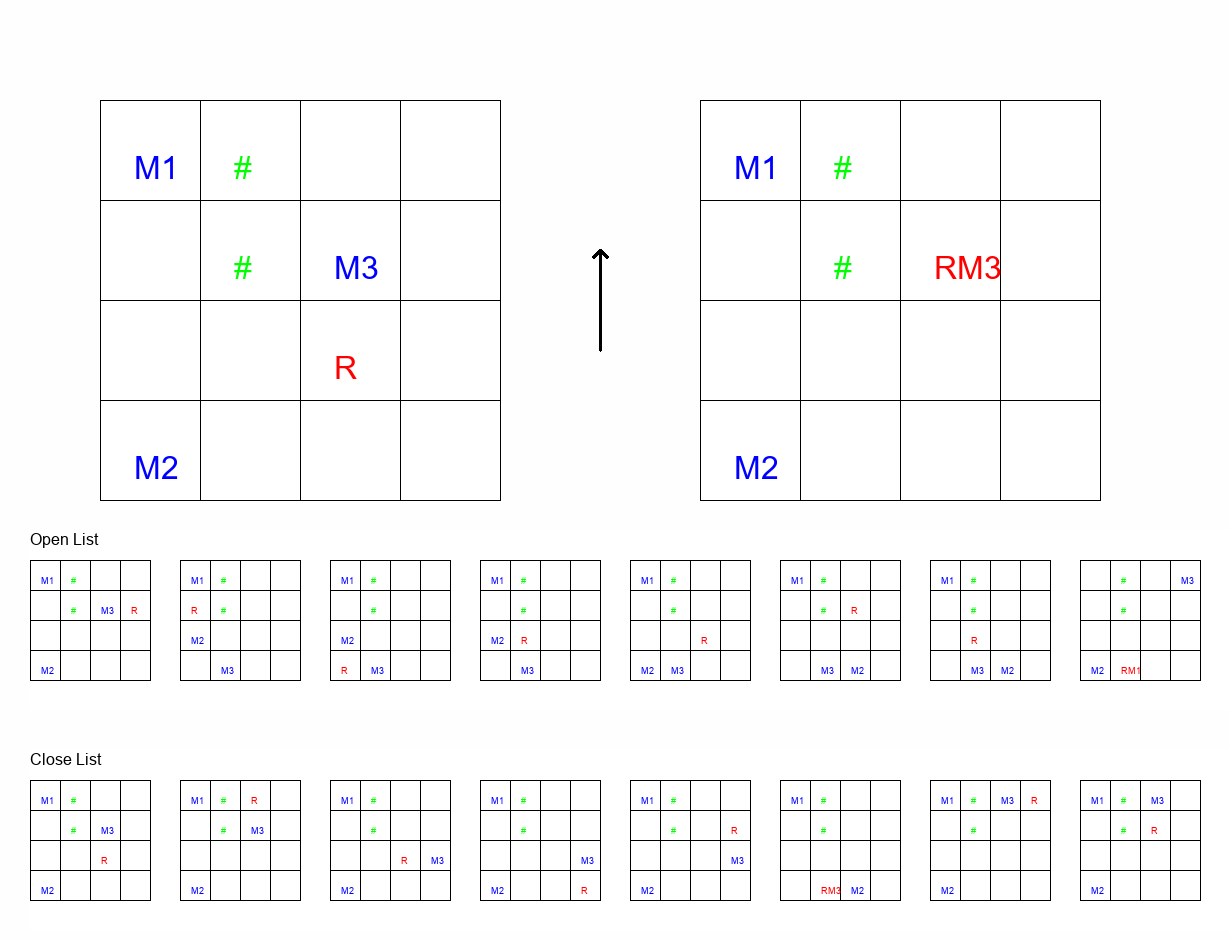 M1 # M1 #
# M3 # RM3
R
M2 M2
Open List
M1 # M1 # M1 # M1 # M1 # M1 # M1 # # M3
# M3 R R # # # # # R # #
M2 M2 M2 R R R
M2 M3 R M3 M3 M2 M3 M3 M2 M3 M2 M2 RM1
Close List
M1 # M1 # R M1 # M1 # M1 # M1 # M1 # M3 R M1 # M3
# M3 # M3 # # # R # # # R
R R M3 M3 M3
M2 M2 M2 M2 R M2 RM3 M2 M2 M2